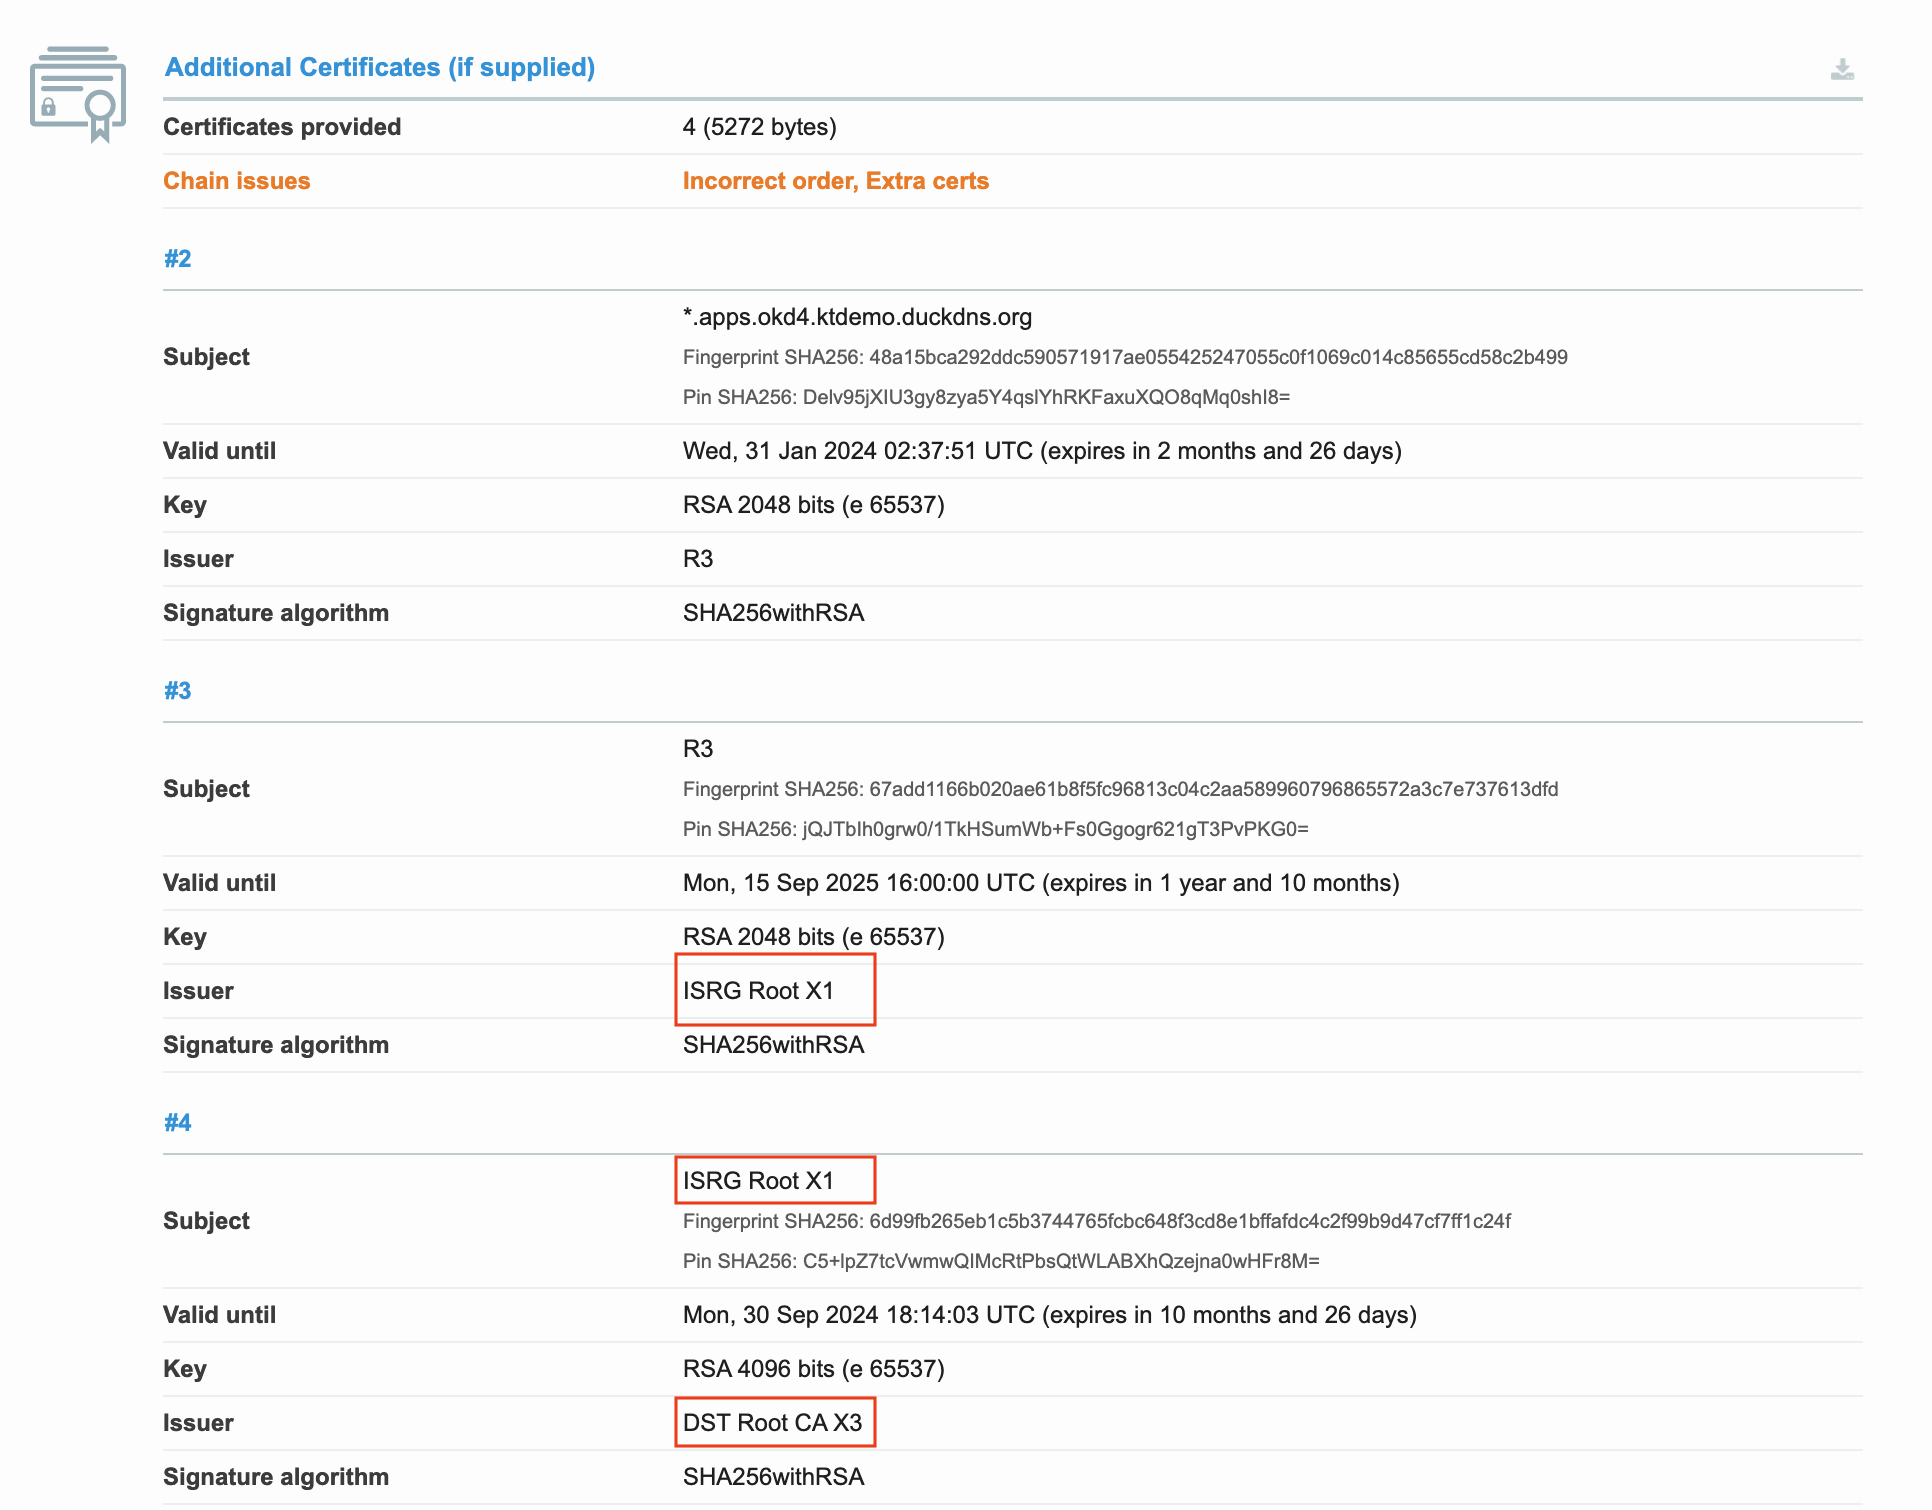 Additional Certificates (if supplied)
Certificates provided 4 (5272 bytes)
Chain issues Incorrect order, Extra certs
#2
Subject *.apps.okd4.ktdemo.duckdns.org
Fingerprint SHA256: 48a15bca292ddc590571917ae055425247055c0f1069c014c85655cd58c2b499
Pin SHA256: Delv95jXIU3gy8zya5Y4qslYhRKFaxuXQO8qMq0shI8=
Valid until Wed, 31 Jan 2024 02:37:51 UTC (expires in 2 months and 26 days)
Key RSA 2048 bits (e 65537)
Issuer R3
Signature algorithm SHA256withRSA
#3
Subject R3
Fingerprint SHA256: 67add1166b020ae61b8f5fc96813c04c2aa589960796865572a3c7e737613dfd
Pin SHA256: jQJTbIh0grw0/1TkHSumWb+Fs0Ggogr621gT3PvPKG0=
Valid until Mon, 15 Sep 2025 16:00:00 UTC (expires in 1 year and 10 months)
Key RSA 2048 bits (e 65537)
Issuer ISRG Root X1
Signature algorithm SHA256withRSA
#4
Subject ISRG Root X1
Fingerprint SHA256: 6d99fb265eb1c5b3744765fcbc648f3cd8e1bffafdc4c2f99b9d47cf7ff1c24f
Pin SHA256: C5+lpZ7tcVwmwQIMcRtPbsQtWLABXhQzejna0wHFr8M=
Valid until Mon, 30 Sep 2024 18:14:03 UTC (expires in 10 months and 26 days)
Key RSA 4096 bits (e 65537)
Issuer DST Root CA X3
Signature algorithm SHA256withRSA